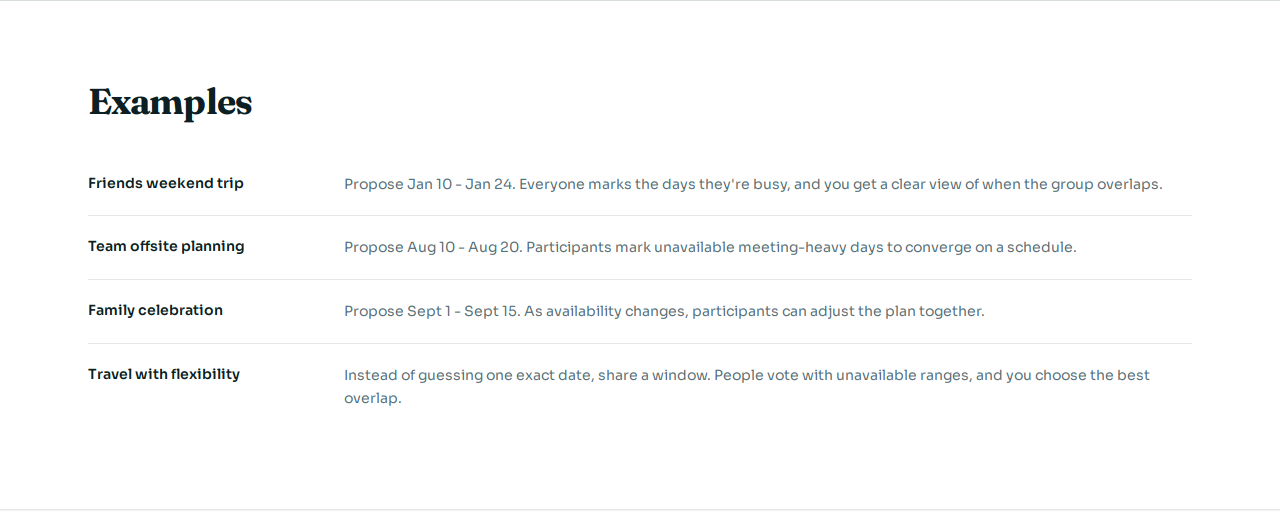 Examples
Friends weekend trip
Propose Jan 10 - Jan 24. Everyone marks the days they're busy, and you get a clear view of when the group overlaps.
Team offsite planning
Propose Aug 10 - Aug 20. Participants mark unavailable meeting-heavy days to converge on a schedule.
Family celebration
Propose Sept 1 - Sept 15. As availability changes, participants can adjust the plan together.
Travel with flexibility
Instead of guessing one exact date, share a window. People vote with unavailable ranges, and you choose the best
overlap.